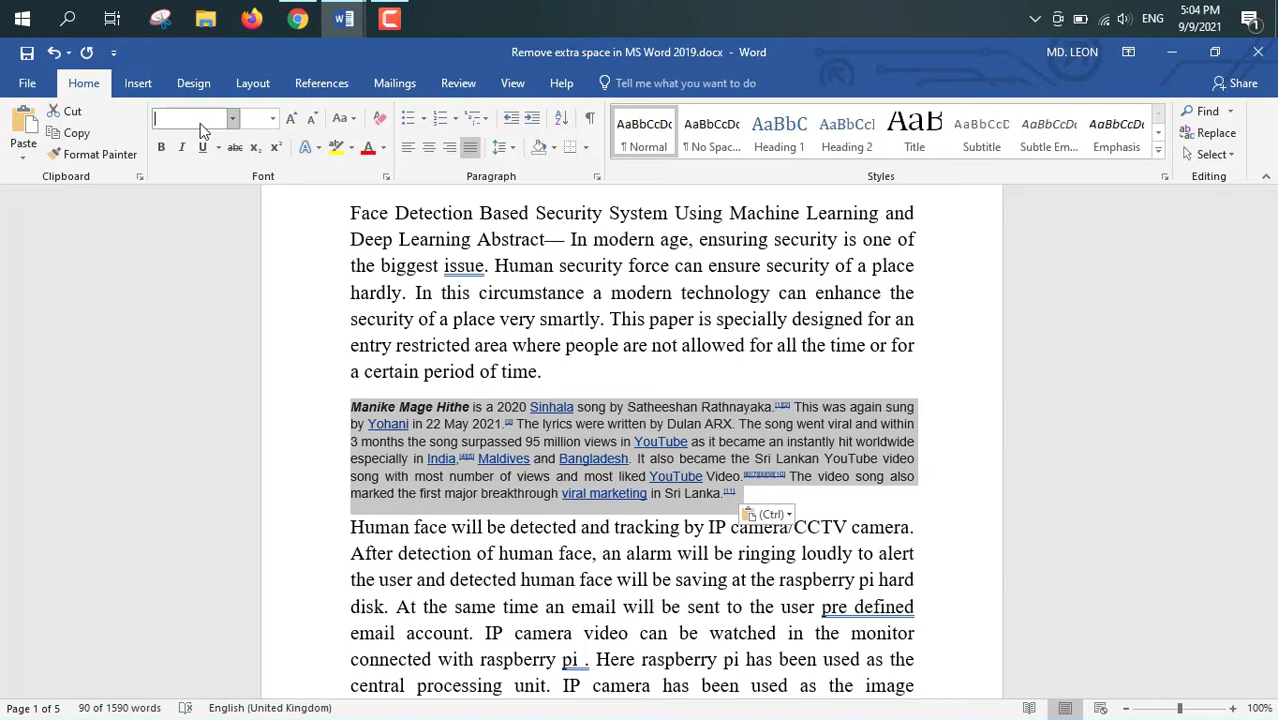 5:04 PM
ENG
9/9/2021
Remove extra space in MS Word 2019.docx - Word
MD. LEON
File Home Insert Design Layout References Mailings Review View Help Tell me what you want to do Share
Paste
Cut
Copy
Format Painter
Clipboard
Aa
B I U abc x₂ x² A A
Font
Paragraph
AaBbCcDc AaBbCcDc AaBbC AaBbCcC AaB AaBbCcD AaBbCcDc AaBbCcDc
¶ Normal ¶ No Spac... Heading 1 Heading 2 Title Subtitle Subtle Em... Emphasis
Styles
Find
Replace
Select
Editing
Face Detection Based Security System Using Machine Learning and
Deep Learning Abstract— In modern age, ensuring security is one of
the biggest issue. Human security force can ensure security of a place
hardly. In this circumstance a modern technology can enhance the
security of a place very smartly. This paper is specially designed for an
entry restricted area where people are not allowed for all the time or for
a certain period of time.
Manike Mage Hithe is a 2020 Sinhala song by Satheeshan Rathnayaka.[1][2] This was again sung
by Yohani in 22 May 2021.[3] The lyrics were written by Dulan ARX. The song went viral and within
3 months the song surpassed 95 million views in YouTube as it became an instantly hit worldwide
especially in India,[4][5] Maldives and Bangladesh. It also became the Sri Lankan YouTube video
song with most number of views and most liked YouTube Video.[6][7][8][9][10] The video song also
marked the first major breakthrough viral marketing in Sri Lanka.[11]
(Ctrl)
Human face will be detected and tracking by IP camera/CCTV camera.
After detection of human face, an alarm will be ringing loudly to alert
the user and detected human face will be saving at the raspberry pi hard
disk. At the same time an email will be sent to the user pre defined
email account. IP camera video can be watched in the monitor
connected with raspberry pi . Here raspberry pi has been used as the
central processing unit. IP camera has been used as the image
Page 1 of 5 90 of 1590 words English (United Kingdom) 100%